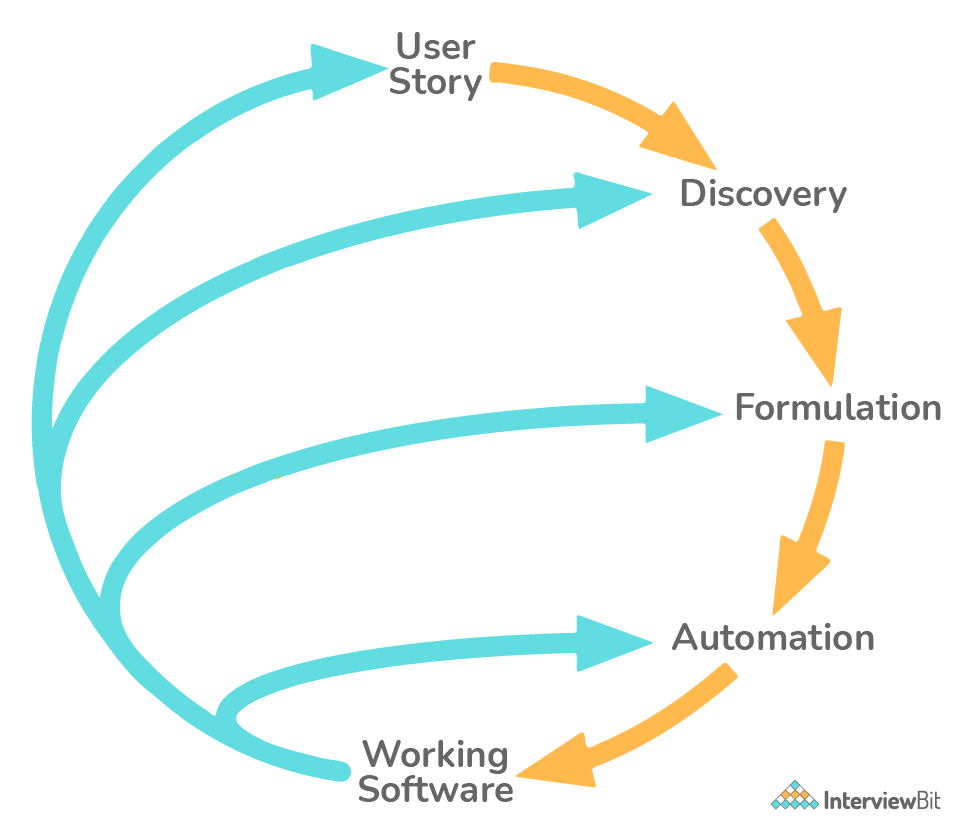 User
Story
Discovery
Formulation
Automation
Working
Software
InterviewBit